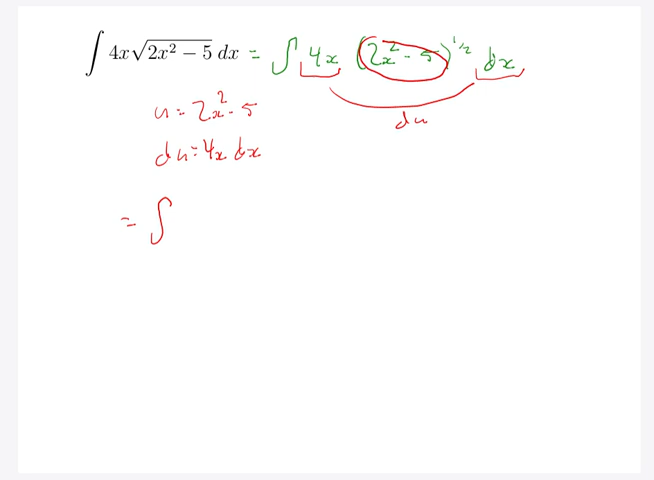 ∫ 4x√(2x² − 5) dx = ∫ 4x (2x² - 5)^(1/2) dx
u = 2x² - 5
du
du = 4x dx
= ∫